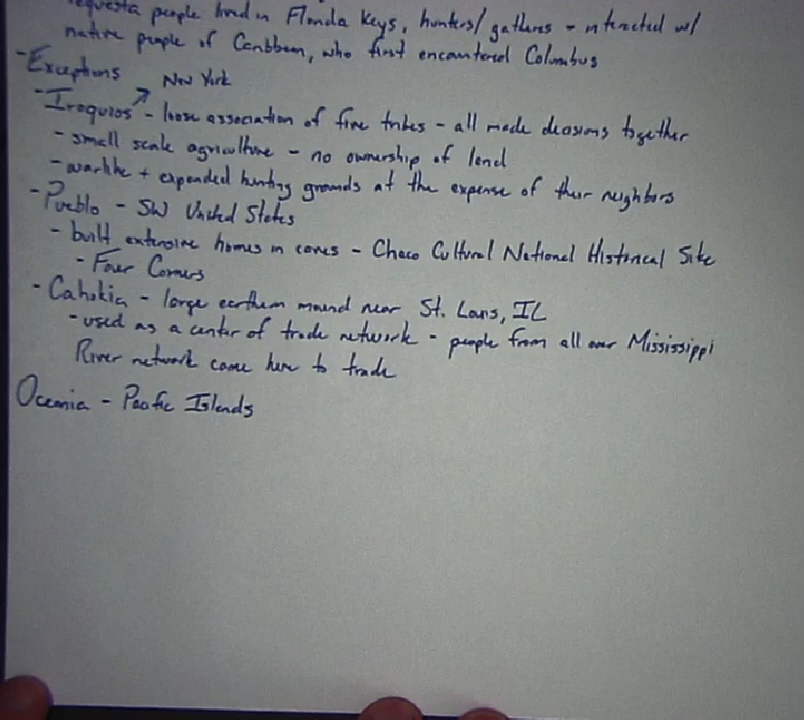 equesta people lived in Florida Keys, hunters/gathers - interacted w/
native people of Caribbean, who first encountered Columbus
- Exceptions
New York
- Iroquios - loose association of five tribes - all made decisions together
- small scale agriculture - no ownership of land
- warlike + expanded hunting grounds at the expense of their neighbors
- Pueblo - SW United States
- built extensive homes in caves - Chaco Cultural National Historical Site
- Four Corners
- Cahokia - large earthern mound near St. Louis, IL
- used as a center of trade network - people from all over Mississippi
River network came here to trade
Oceania - Pacific Islands